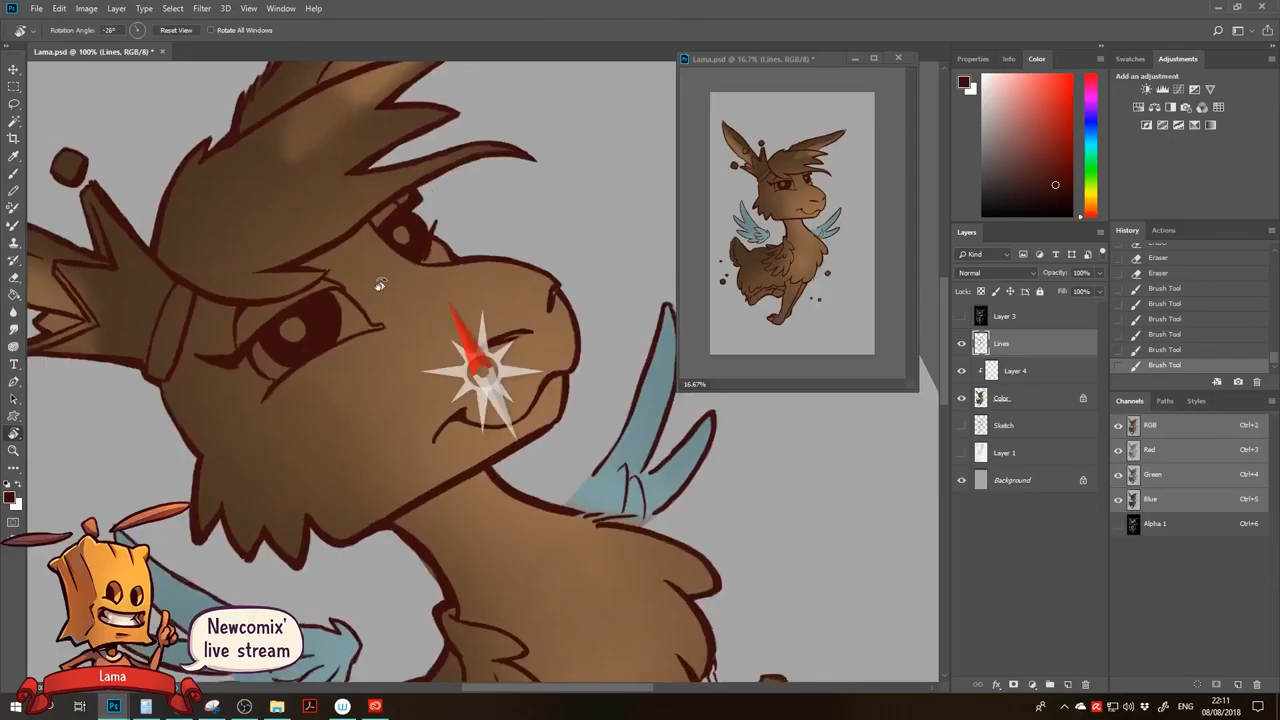 File Edit Image Layer Type Select Filter 3D View Window Help
Rotation Angle: -26° Reset View Rotate All Windows
Lama.psd @ 100% (Lines, RGB/8) *
Lama.psd @ 16.7% (Lines, RGB/8) *
16.67%
Properties Info Color
Swatches Adjustments
Add an adjustment
Layers
Kind
Normal Opacity: 100%
Lock: Fill: 100%
Layer 3
Lines
Layer 4
Color
Sketch
Layer 1
Background
History Actions
Eraser
Eraser
Eraser
Brush Tool
Brush Tool
Brush Tool
Brush Tool
Brush Tool
Brush Tool
Channels Paths Styles
RGB Ctrl+2
Red Ctrl+3
Green Ctrl+4
Blue Ctrl+5
Alpha 1 Ctrl+6
Newcomix'
live stream
Lama
ENG
22:11
08/08/2018